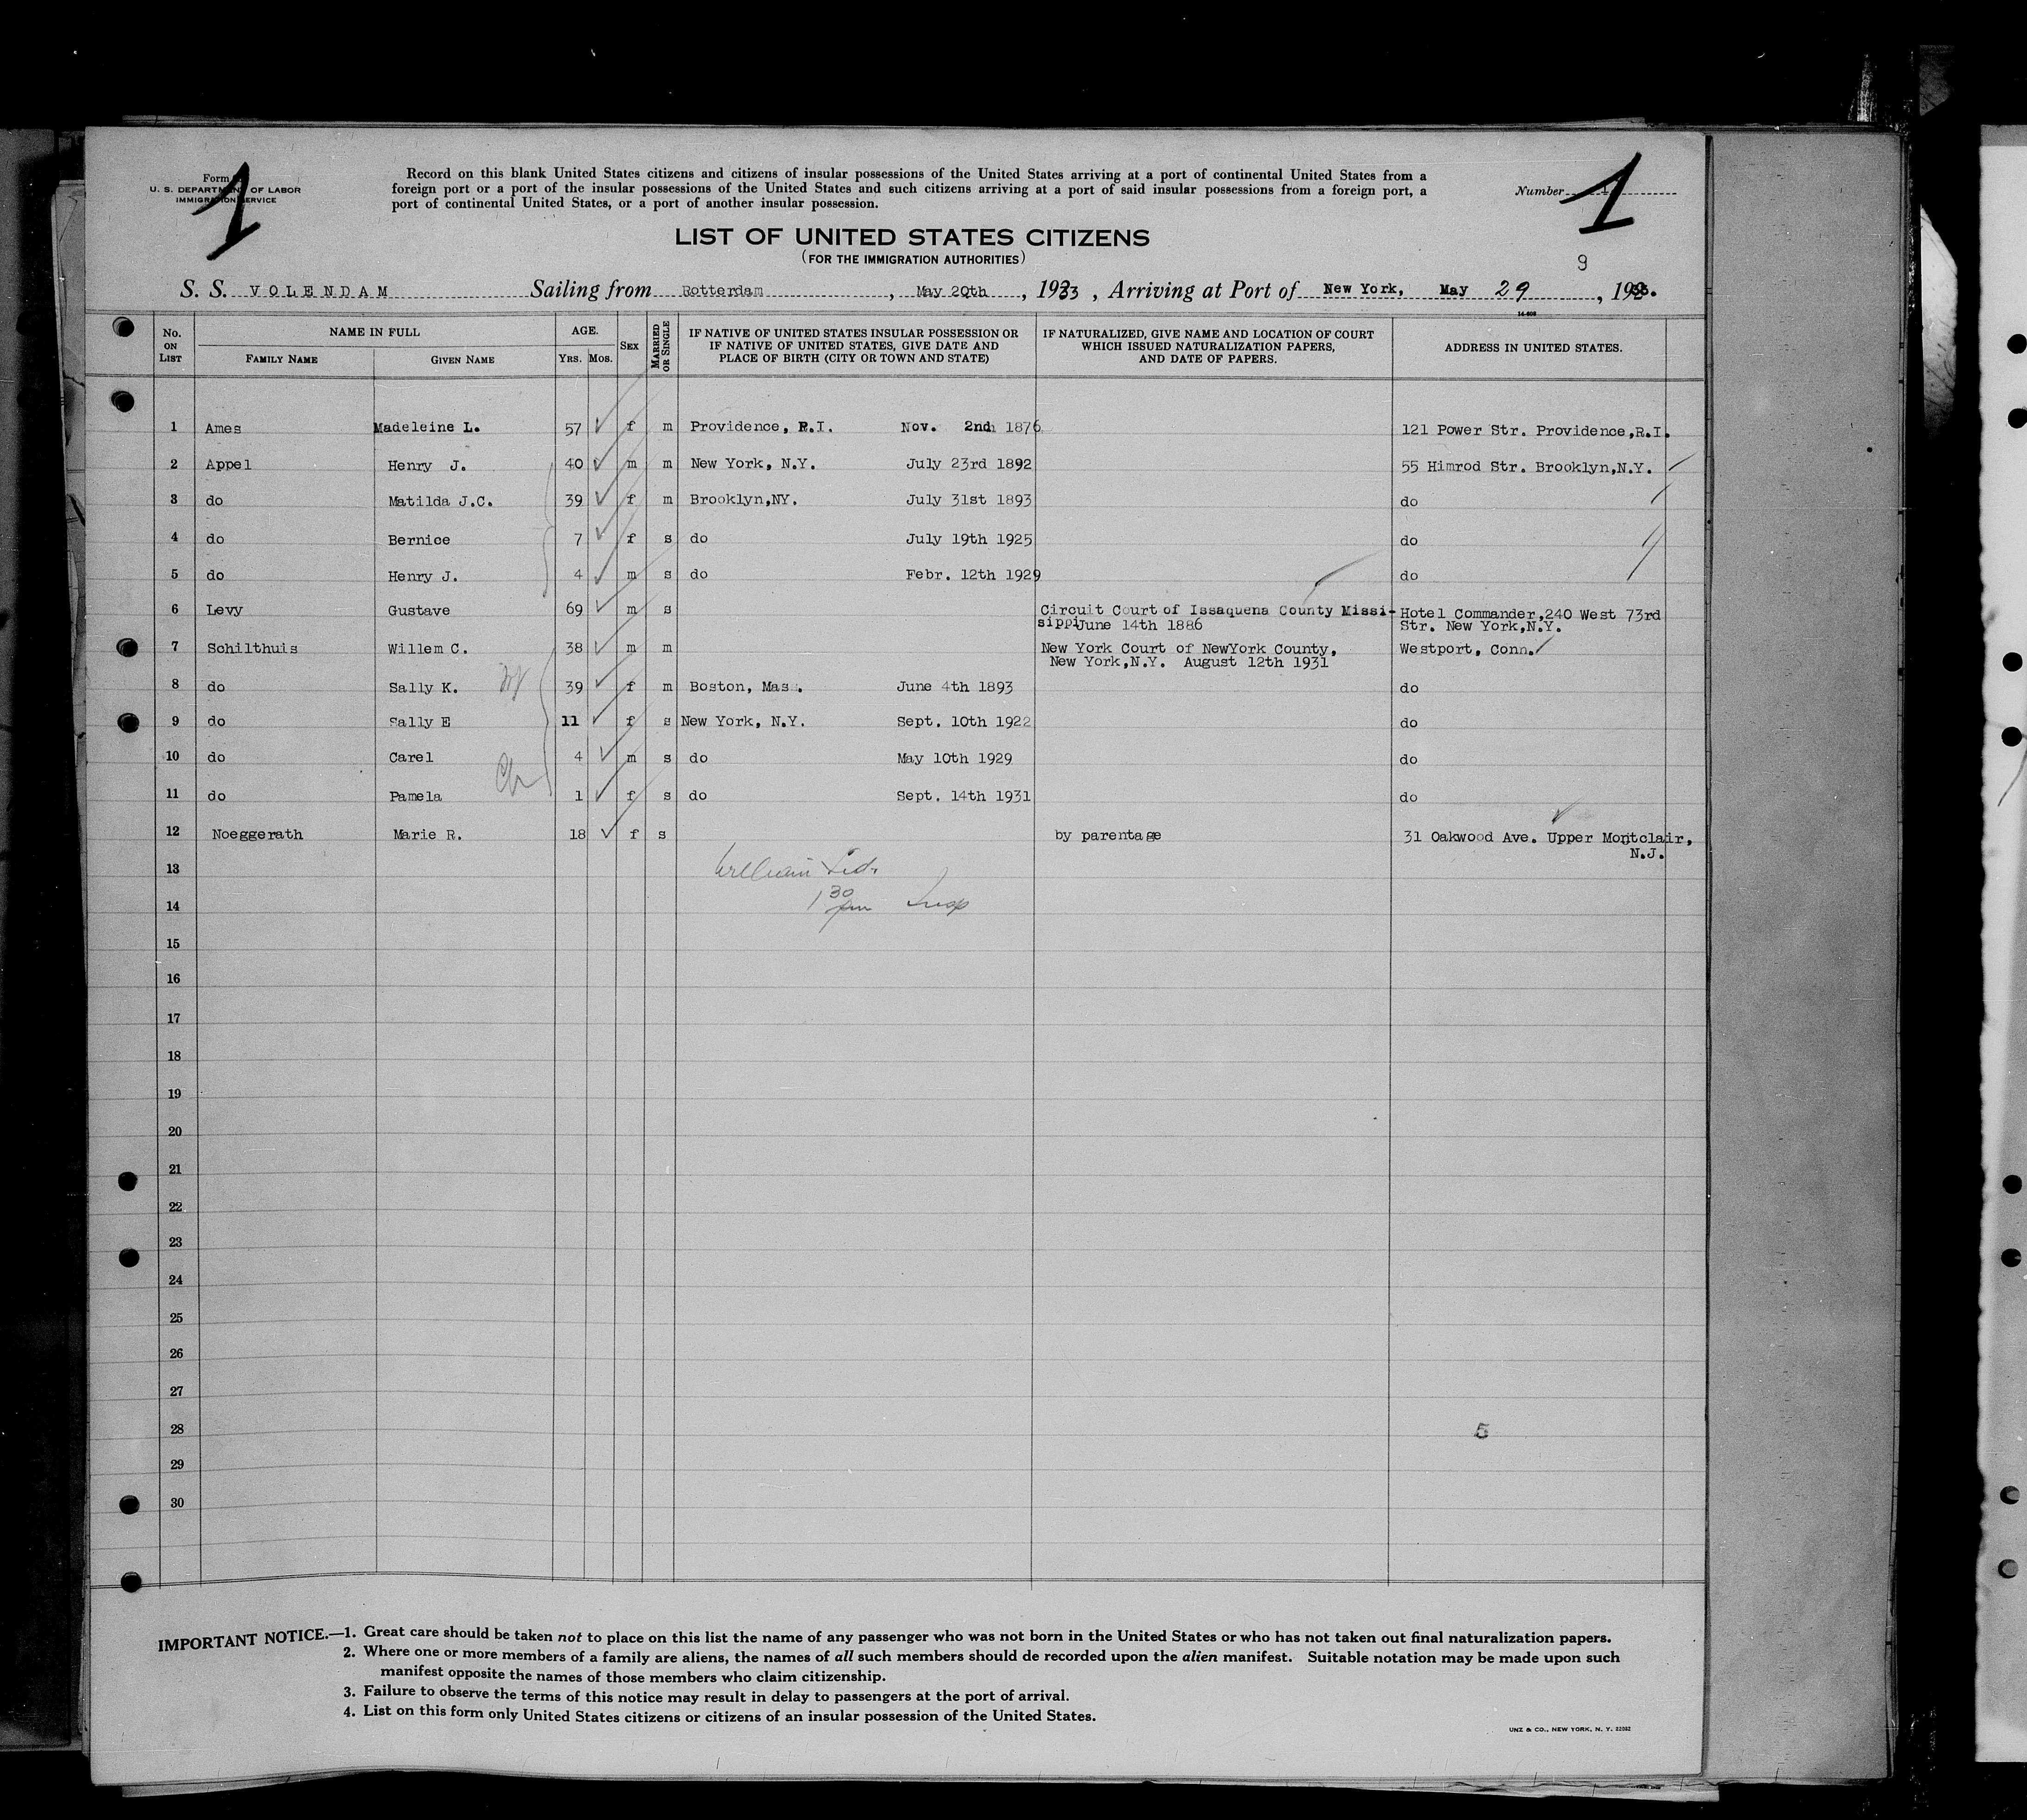 Form
U. S. DEPARTMENT OF LABOR
IMMIGRATION SERVICE
1
Record on this blank United States citizens and citizens of insular possessions of the United States arriving at a port of continental United States from a
foreign port or a port of the insular possessions of the United States and such citizens arriving at a port of said insular possessions from a foreign port, a
port of continental United States, or a port of another insular possession.
Number 1
1
LIST OF UNITED STATES CITIZENS
(FOR THE IMMIGRATION AUTHORITIES)
9
S. S. VOLENDAM Sailing from Rotterdam, May 20th, 1933, Arriving at Port of New York, May 29, 193
14-608
No. ON LIST
NAME IN FULL
FAMILY NAME
GIVEN NAME
AGE.
YRS. MOS.
SEX
MARRIED OR SINGLE
IF NATIVE OF UNITED STATES INSULAR POSSESSION OR
IF NATIVE OF UNITED STATES, GIVE DATE AND
PLACE OF BIRTH (CITY OR TOWN AND STATE)
IF NATURALIZED, GIVE NAME AND LOCATION OF COURT
WHICH ISSUED NATURALIZATION PAPERS,
AND DATE OF PAPERS.
ADDRESS IN UNITED STATES.
1 Ames Madeleine L. 57 f m Providence, R.I. Nov. 2nd 1876 121 Power Str. Providence,R.I.
2 Appel Henry J. 40 m m New York, N.Y. July 23rd 1892 55 Himrod Str. Brooklyn,N.Y.
3 do Matilda J.C. 39 f m Brooklyn,NY. July 31st 1893 do
4 do Bernice 7 f s do July 19th 1925 do
5 do Henry J. 4 m s do Febr. 12th 1929 do
6 Levy Gustave 69 m s Circuit Court of Issaquena County Missi- Hotel Commander,240 West 73rd
sippi June 14th 1886 Str. New York,N.Y.
7 Schilthuis Willem C. 38 m m New York Court of NewYork County, Westport, Conn.
New York,N.Y. August 12th 1931
8 do Sally K. 39 f m Boston, Mas. June 4th 1893 do
9 do Sally E 11 f s New York, N.Y. Sept. 10th 1922 do
10 do Carel 4 m s do May 10th 1929 do
11 do Pamela 1 f s do Sept. 14th 1931 do
12 Noeggerath Marie R. 18 f s by parentage 31 Oakwood Ave. Upper Montclair,
N.J.
13 William
14 1 30 pm Insp
15
16
17
18
19
20
21
22
23
24
25
26
27
28 5
29
30
IMPORTANT NOTICE.—1. Great care should be taken not to place on this list the name of any passenger who was not born in the United States or who has not taken out final naturalization papers.
2. Where one or more members of a family are aliens, the names of all such members should de recorded upon the alien manifest. Suitable notation may be made upon such
manifest opposite the names of those members who claim citizenship.
3. Failure to observe the terms of this notice may result in delay to passengers at the port of arrival.
4. List on this form only United States citizens or citizens of an insular possession of the United States.
UNZ & CO., NEW YORK, N. Y. 22082